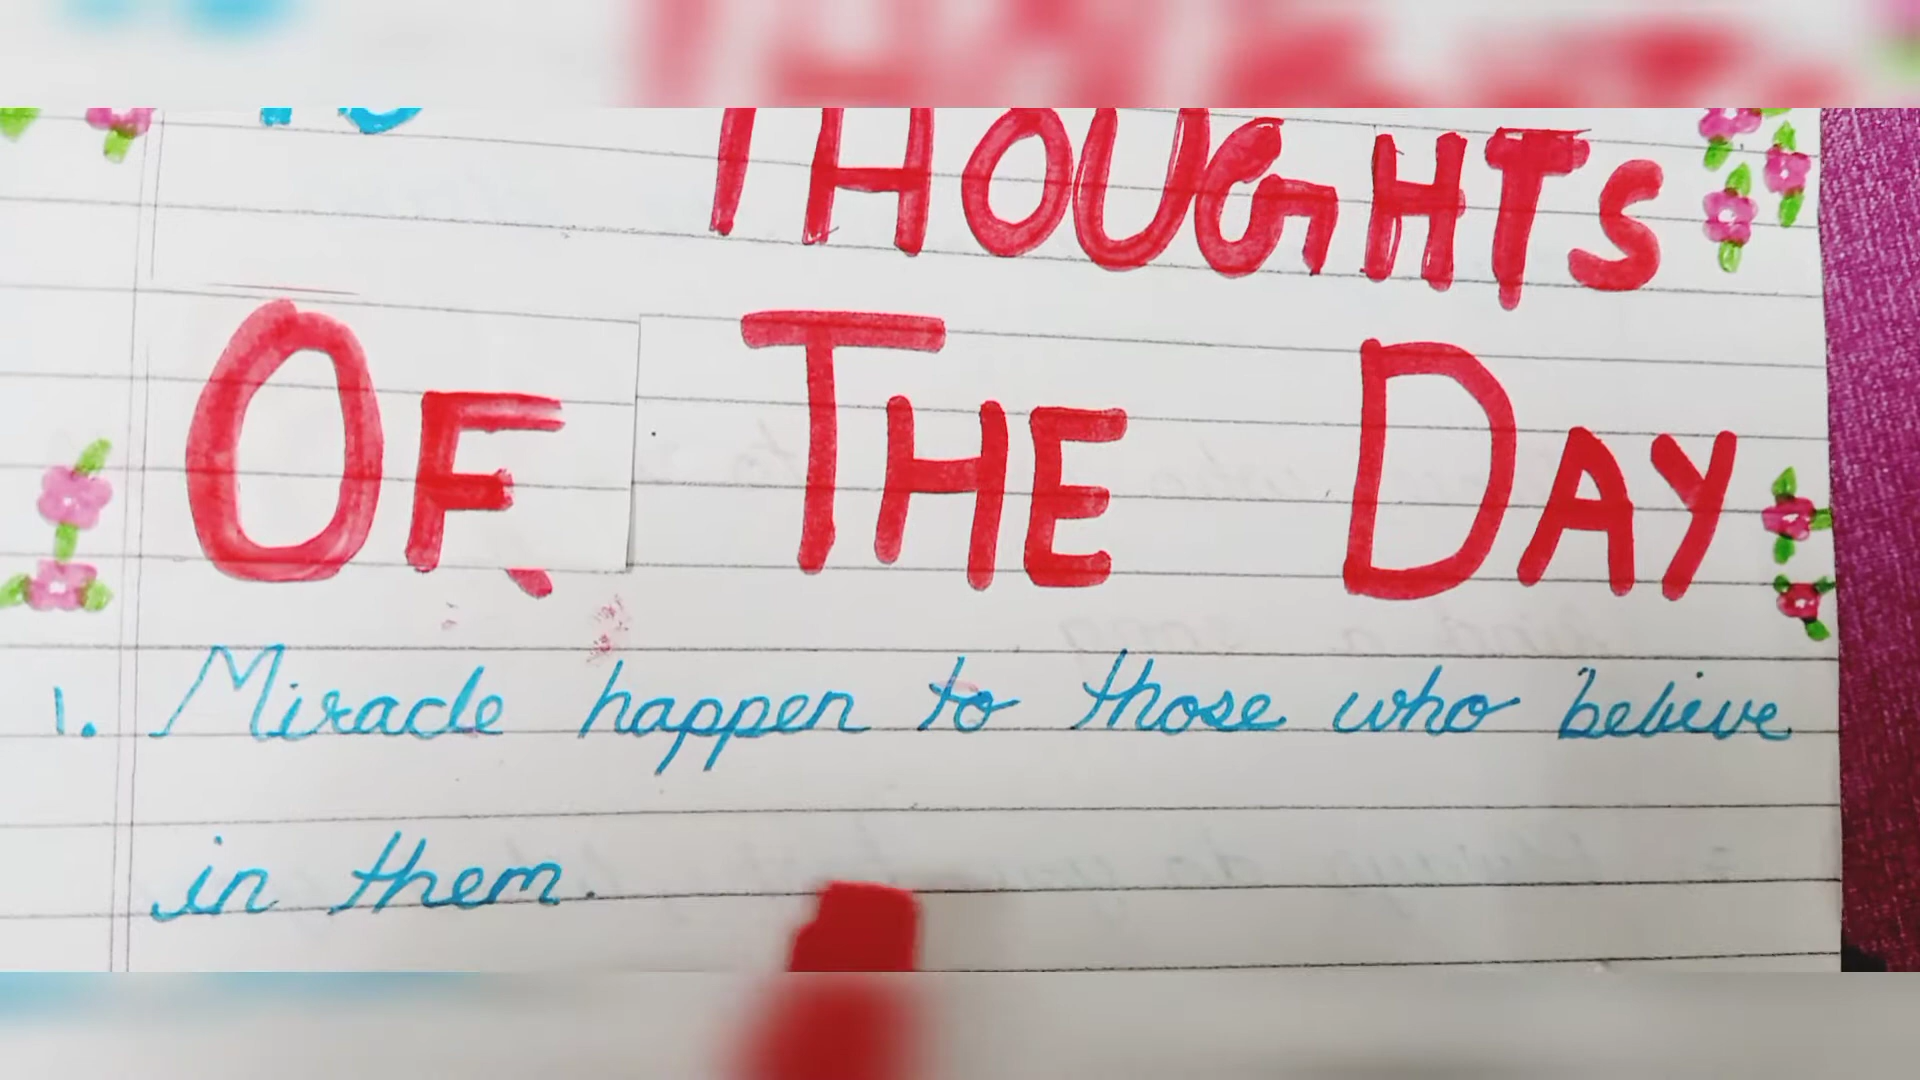 THOUGHTS
OF THE DAY
1. Miracle happen to those who believe
in them.